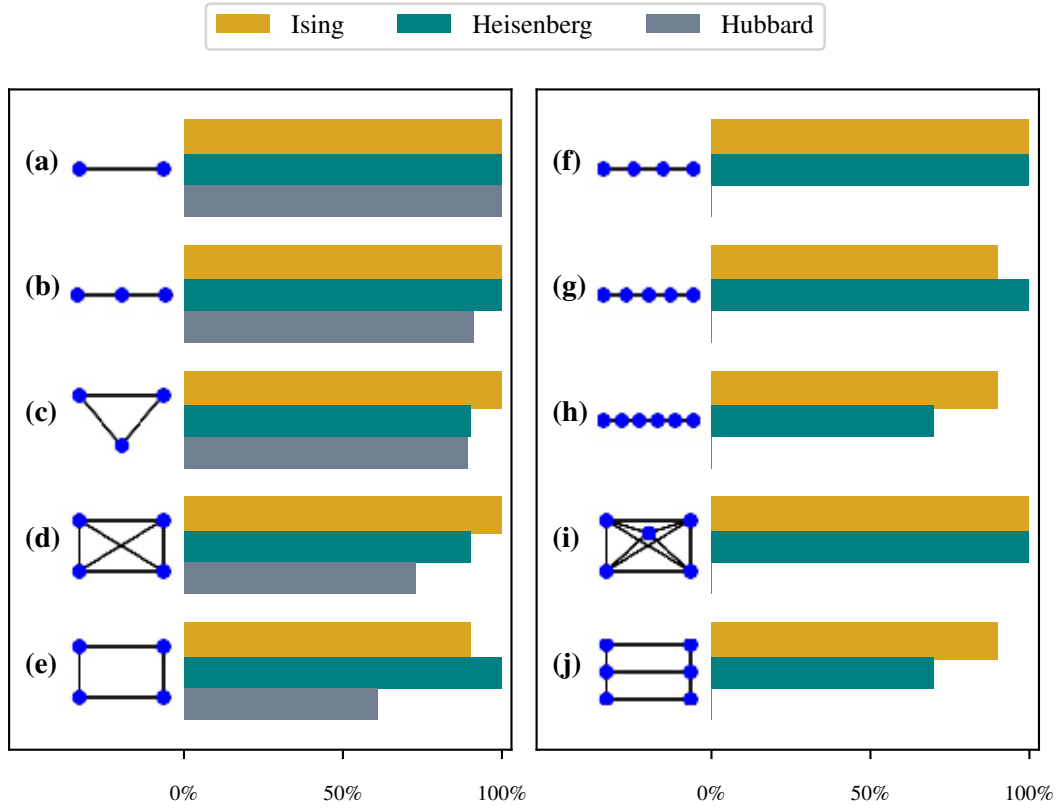 Ising Heisenberg Hubbard
(a)
(b)
(c)
(d)
(e)
0% 50% 100%
(f)
(g)
(h)
(i)
(j)
0% 50% 100%